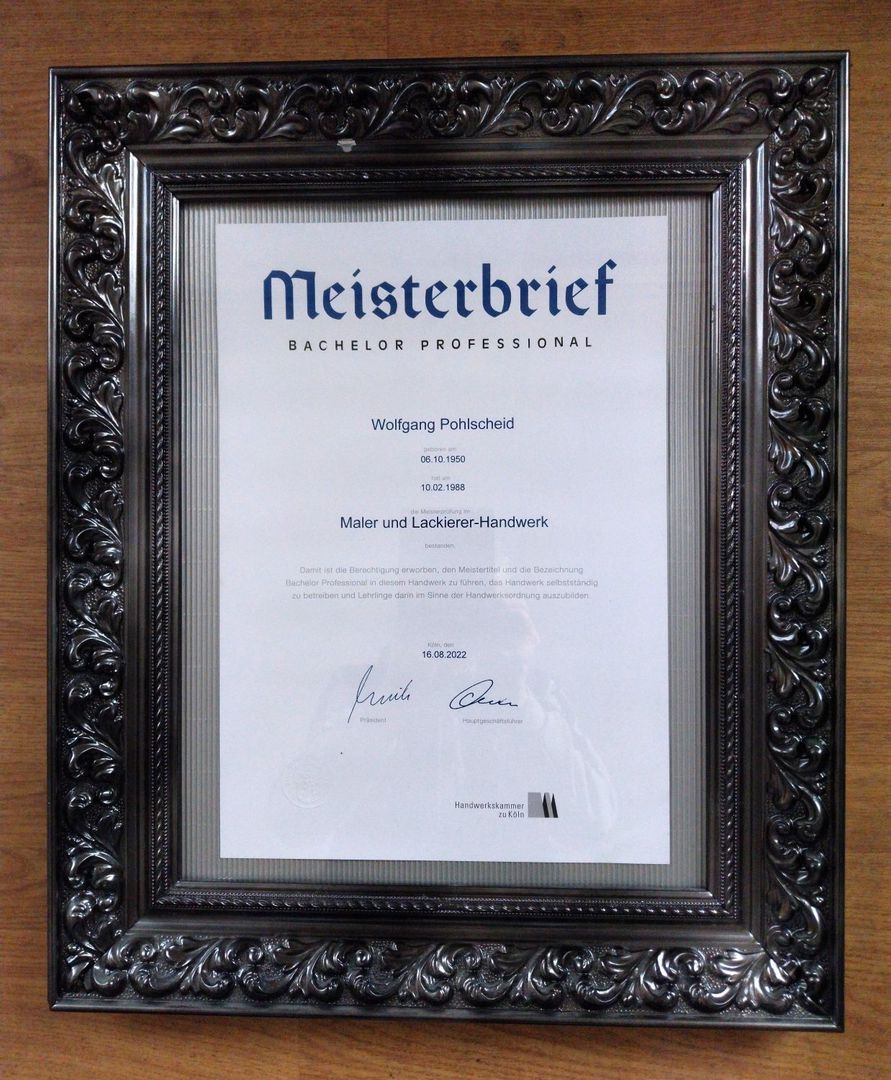 Meisterbrief
BACHELOR PROFESSIONAL
Wolfgang Pohlscheid
geboren am
06.10.1950
hat am
10.02.1988
die Meisterprüfung im
Maler und Lackierer-Handwerk
bestanden.
Damit ist die Berechtigung erworben, den Meistertitel und die Bezeichnung
Bachelor Professional in diesem Handwerk zu führen, das Handwerk selbstständig
zu betreiben und Lehrlinge darin im Sinne der Handwerksordnung auszubilden.
Köln, den
16.08.2022
Präsident
Hauptgeschäftsführer
Handwerkskammer
zu Köln